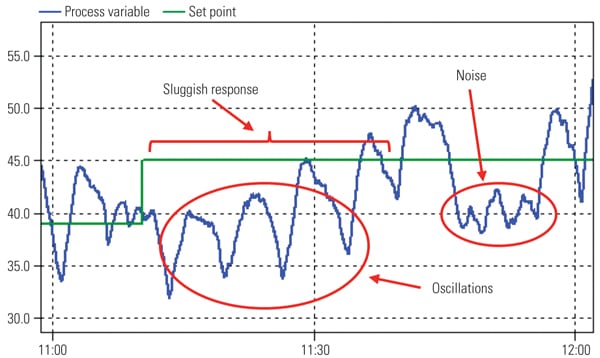 Process variable Set point
55.0
Noise
Sluggish response
50.0
45.0
40.0
35.0
Oscillations
30.0
11:00 11:30 12:00